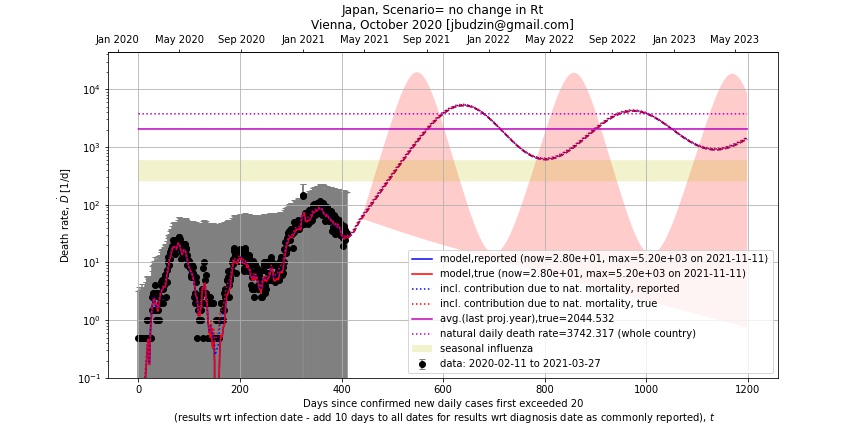 Japan, Scenario= no change in Rt
Vienna, October 2020 [jbudzin@gmail.com]
Jan 2020 May 2020 Sep 2020 Jan 2021 May 2021 Sep 2021 Jan 2022 May 2022 Sep 2022 Jan 2023 May 2023
10⁴
10³
10²
10¹
10⁰
10⁻¹
Death rate, D [1/d]
model,reported (now=2.80e+01, max=5.20e+03 on 2021-11-11)
model,true (now=2.80e+01, max=5.20e+03 on 2021-11-11)
incl. contribution due to nat. mortality, reported
incl. contribution due to nat. mortality, true
avg.(last proj.year),true=2044.532
natural daily death rate=3742.317 (whole country)
seasonal influenza
data: 2020-02-11 to 2021-03-27
0 200 400 600 800 1000 1200
Days since confirmed new daily cases first exceeded 20
(results wrt infection date - add 10 days to all dates for results wrt diagnosis date as commonly reported), t